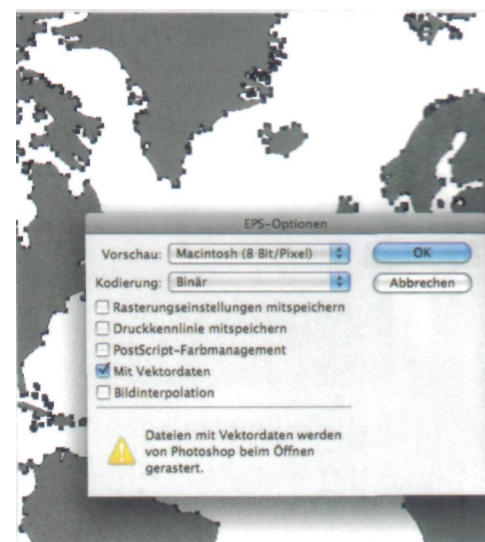 EPS-Optionen
Vorschau: Macintosh (8 Bit/Pixel) OK
Kodierung: Binär Abbrechen
Rasterungseinstellungen mitspeichern
Druckkennlinie mitspeichern
PostScript-Farbmanagement
Mit Vektordaten
Bildinterpolation
Dateien mit Vektordaten werden
von Photoshop beim Öffnen
gerastert.